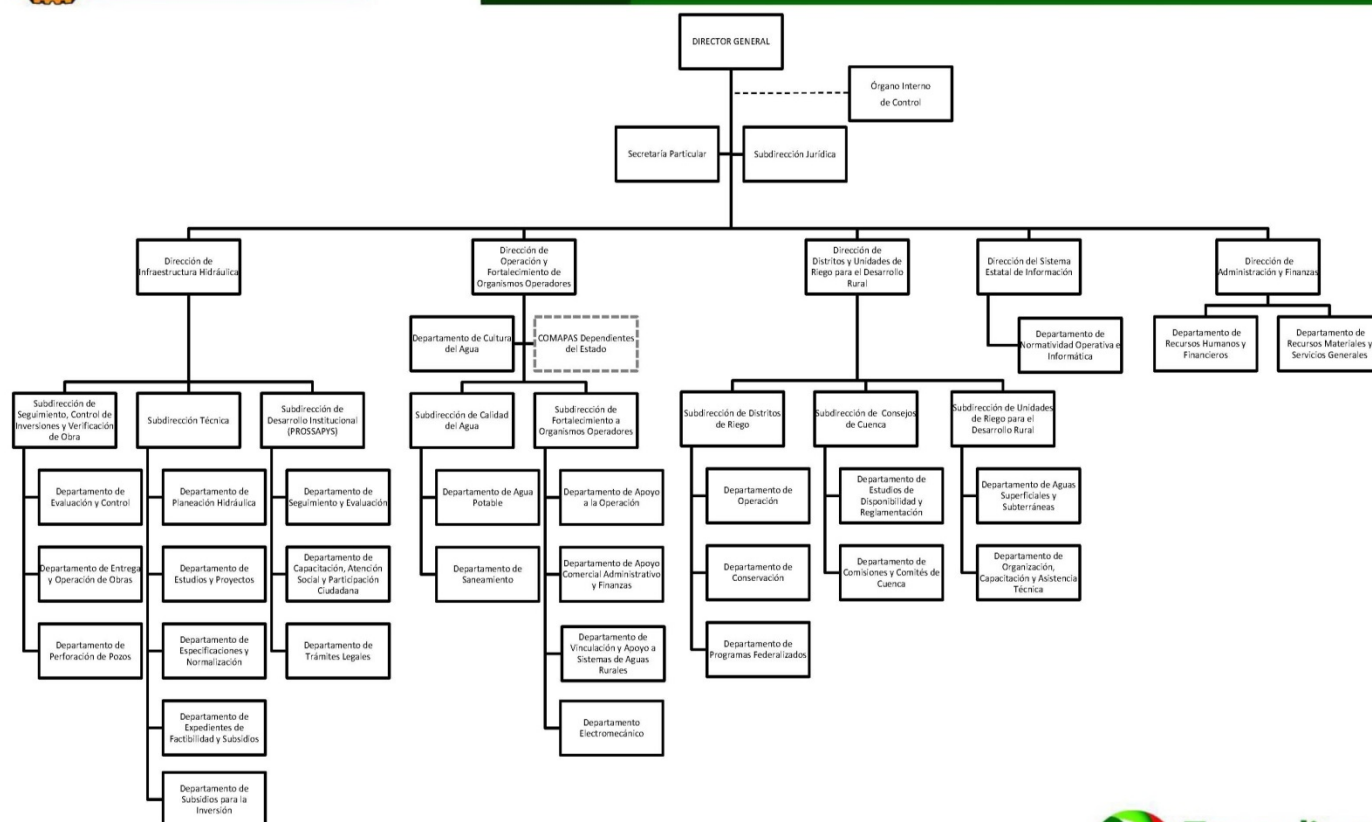 DIRECTOR GENERAL
Órgano Interno
de Control
Secretaría Particular
Subdirección Jurídica
Dirección de
Infraestructura Hidráulica
Dirección de
Operación y
Fortalecimiento de
Organismos Operadores
Dirección de
Distritos y Unidades de
Riego para el Desarrollo
Rural
Dirección del Sistema
Estatal de Información
Dirección de
Administración y Finanzas
Departamento de Cultura
del Agua
COMAPAS Dependientes
del Estado
Departamento de
Normatividad Operativa e
Informática
Departamento de
Recursos Humanos y
Financieros
Departamento de
Recursos Materiales y
Servicios Generales
Subdirección de
Seguimiento, Control de
Inversiones y Verificación
de Obra
Subdirección Técnica
Subdirección de
Desarrollo Institucional
(PROSSAPYS)
Subdirección de Calidad
del Agua
Subdirección de
Fortalecimiento a
Organismos Operadores
Subdirección de Distritos
de Riego
Subdirección de Consejos
de Cuenca
Subdirección de Unidades
de Riego para el
Desarrollo Rural
Departamento de
Evaluación y Control
Departamento de
Planeación Hidráulica
Departamento de
Seguimiento y Evaluación
Departamento de Agua
Potable
Departamento de Apoyo
a la Operación
Departamento de
Operación
Departamento de
Estudios de
Disponibilidad y
Reglamentación
Departamento de Aguas
Superficiales y
Subterráneas
Departamento de Entrega
y Operación de Obras
Departamento de
Estudios y Proyectos
Departamento de
Capacitación, Atención
Social y Participación
Ciudadana
Departamento de
Saneamiento
Departamento de Apoyo
Comercial Administrativo
y Finanzas
Departamento de
Conservación
Departamento de
Comisiones y Comités de
Cuenca
Departamento de
Organización,
Capacitación y Asistencia
Técnica
Departamento de
Perforación de Pozos
Departamento de
Especificaciones y
Normalización
Departamento de
Trámites Legales
Departamento de
Vinculación y Apoyo a
Sistemas de Aguas
Rurales
Departamento de
Programas Federalizados
Departamento de
Expedientes de
Factibilidad y Subsidios
Departamento
Electromecánico
Departamento de
Subsidios para la
Inversión